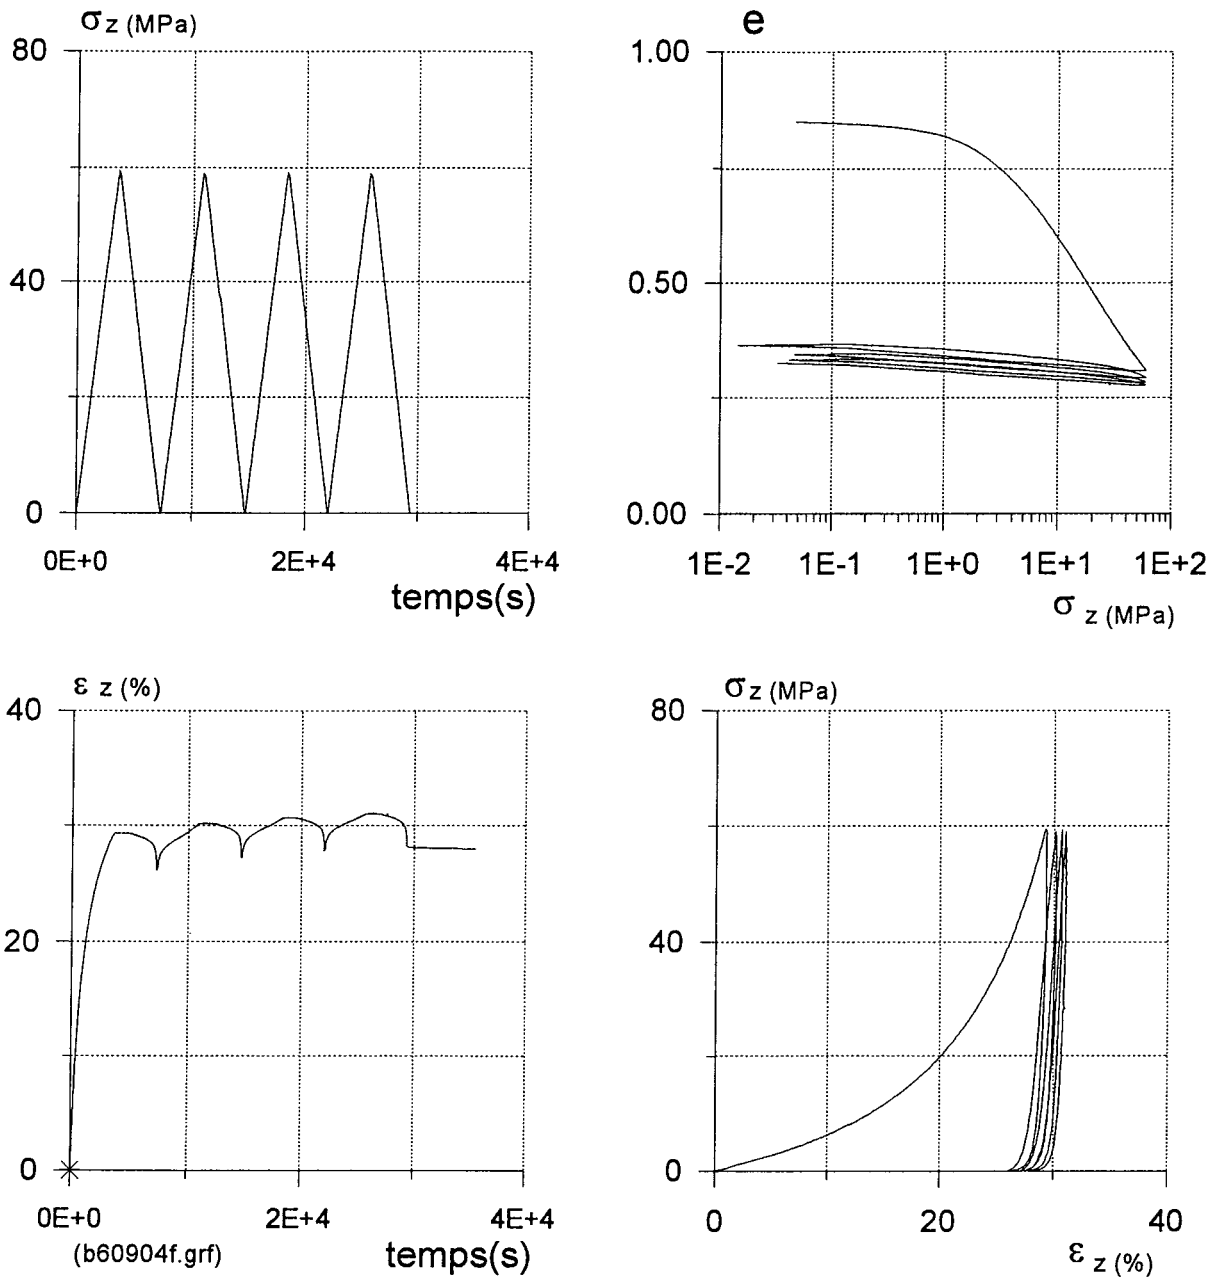 σz (MPa)
80
40
0
0E+0 2E+4 4E+4
temps(s)
e
1.00
0.50
0.00
1E-2 1E-1 1E+0 1E+1 1E+2
σ z (MPa)
ε z (%)
40
20
0
0E+0 2E+4 4E+4
(b60904f.grf) temps(s)
σz (MPa)
80
40
0
0 20 40
ε z (%)